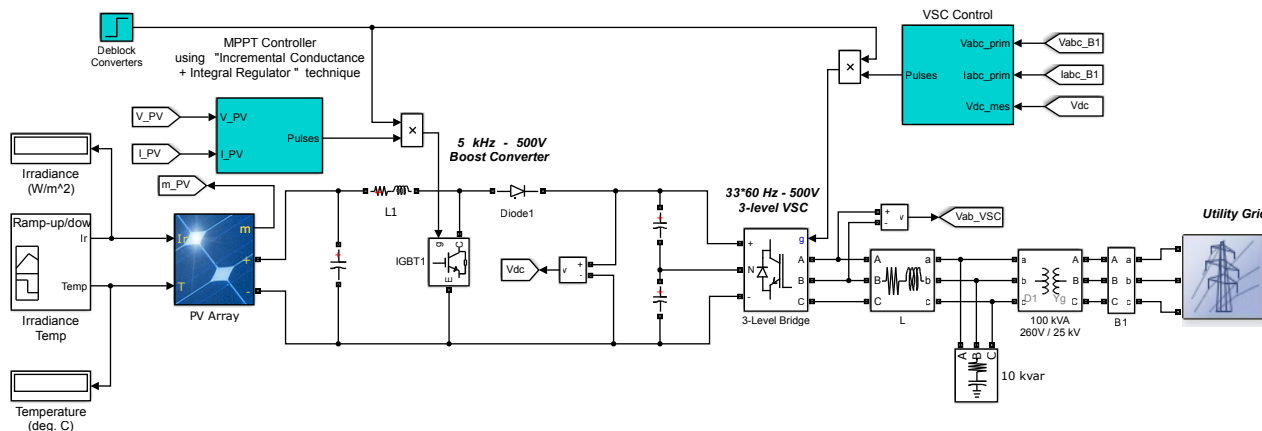 VSC Control
Deblock
Converters
MPPT Controller
using "Incremental Conductance
+ Integral Regulator " technique
Vabc_prim
Vabc_B1
Pulses
Iabc_prim
Iabc_B1
Vdc_mes
Vdc
×
V_PV
V_PV
Pulses
×
I_PV
I_PV
5 kHz - 500V
Boost Converter
Irradiance
(W/m^2)
m_PV
L1
Diode1
33*60 Hz - 500V
3-level VSC
+
-
v
Vab_VSC
Utility Grid
Ramp-up/dow
Ir
Temp
Irradiance
Temp
Ir
T
m
+
-
PV Array
+
+
+
g
C
E
IGBT1
Vdc
v
+
-
g
+
N
-
A
B
C
3-Level Bridge
A
B
C
a
b
c
L
a
b
c
A
B
C
D1
Yg
100 kVA
260V / 25 kV
A
B
C
a
b
c
B1
A
B
C
10 kvar
Temperature
(deg. C)